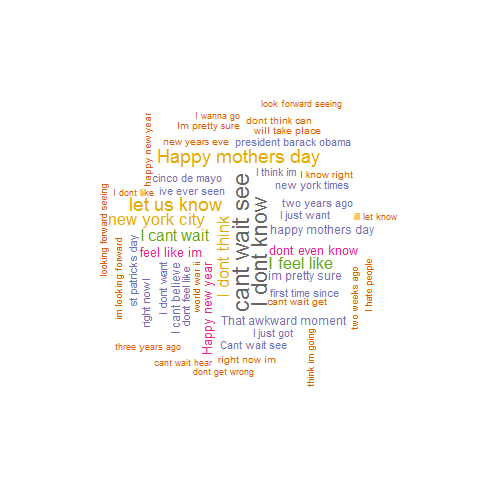 look forward seeing
I wanna go
dont think can
Im pretty sure
will take place
happy new year
new years eve
president barack obama
Happy mothers day
I think im
I know right
cinco de mayo
new york times
I dont like
ive ever seen
cant wait see
let us know
two years ago
I dont know
looking forward seeing
new york city
I just want
ill let know
I dont think
happy mothers day
I cant wait
st patricks day
im looking forward
feel like im
dont even know
I feel like
right now I
I dont want
I cant believe
dont feel like
world war ii
Happy new year
im pretty sure
two weeks ago
I hate people
first time since
cant wait get
That awkward moment
I just got
three years ago
Cant wait see
think im going
cant wait hear
right now im
dont get wrong